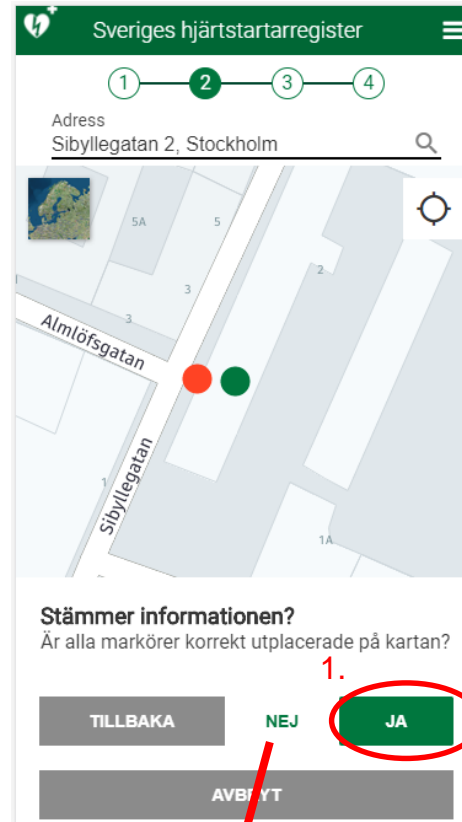 Sveriges hjärtstartarregister
1 2 3 4
Adress
Sibyllegatan 2, Stockholm
5A 5
2
3
Almlöfsgatan
3
Sibyllegatan
1
1A
Stämmer informationen?
Är alla markörer korrekt utplacerade på kartan?
1.
TILLBAKA NEJ JA
AVBRYT